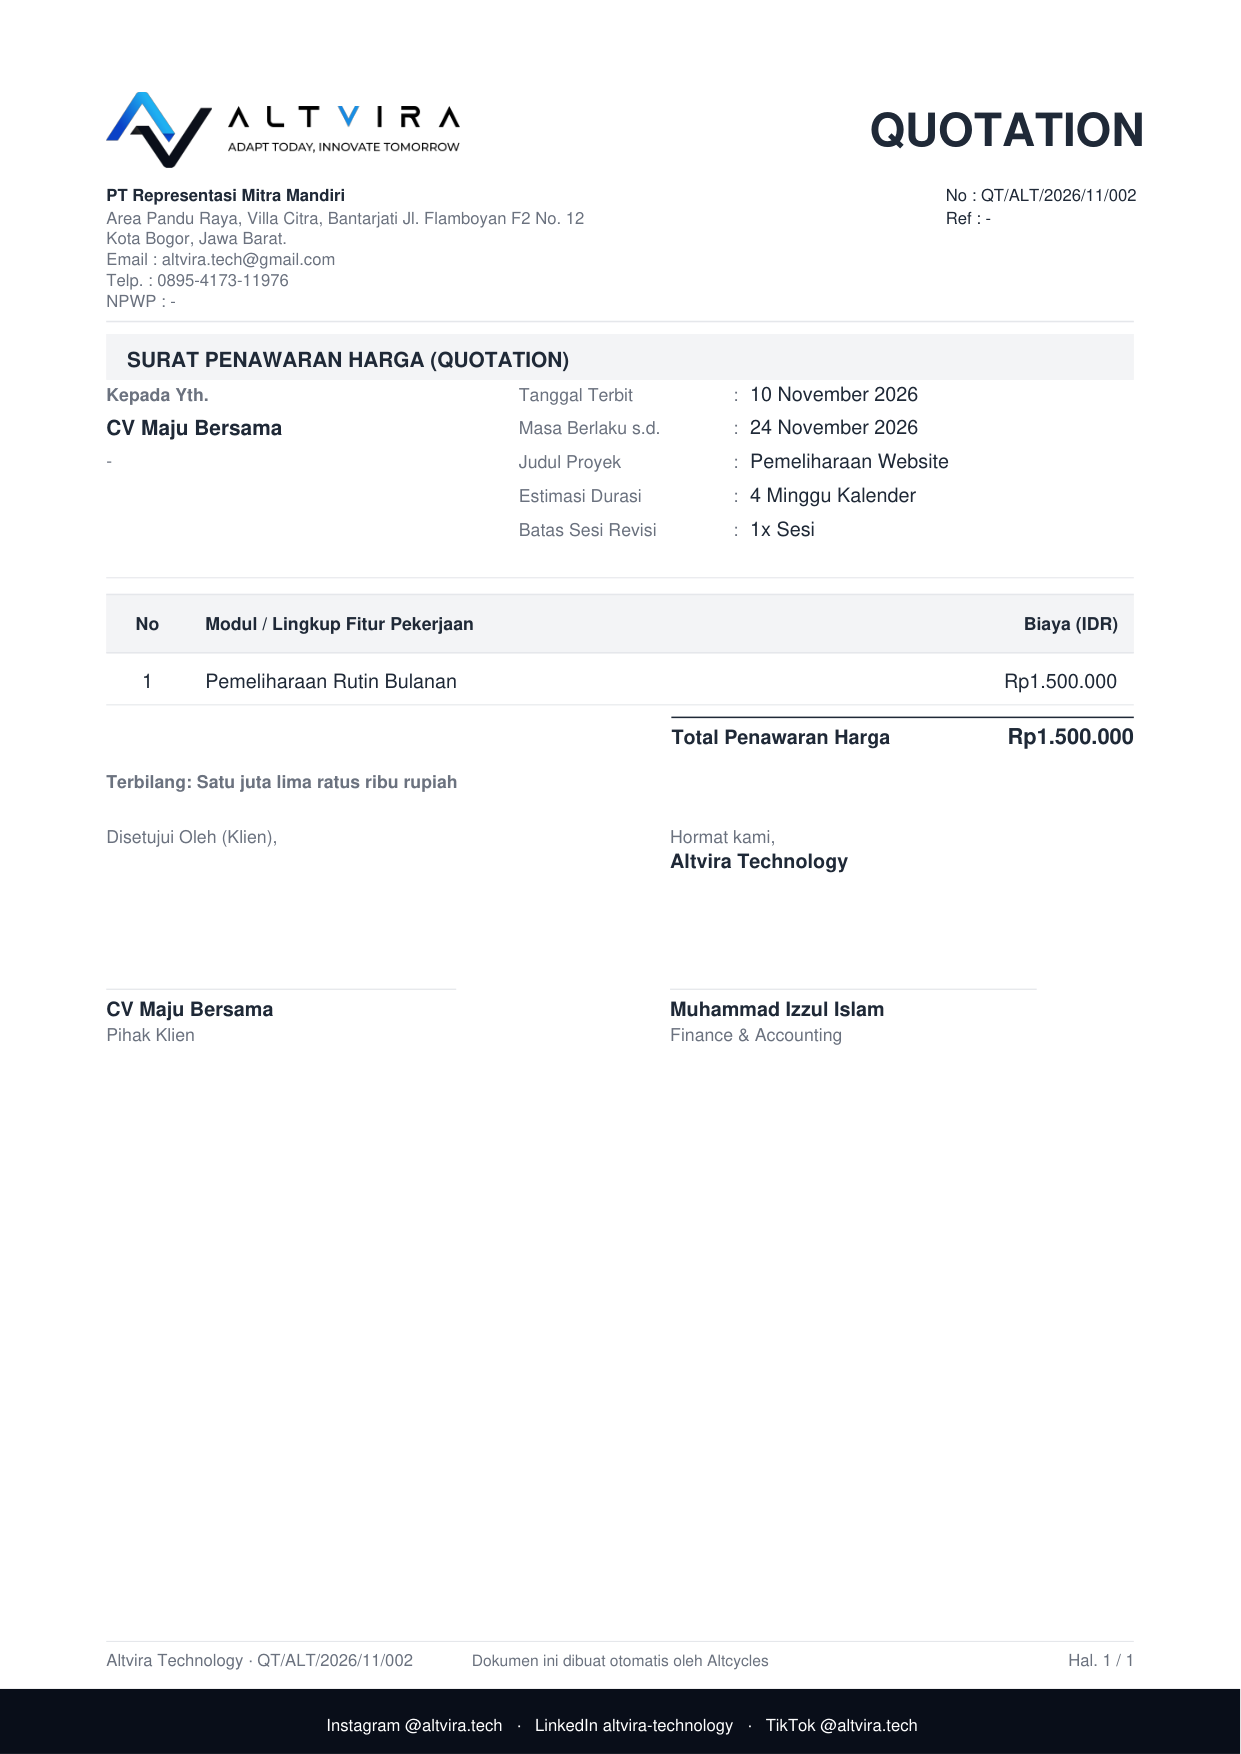 ALTVIRA
ADAPT TODAY, INNOVATE TOMORROW
QUOTATION
PT Representasi Mitra Mandiri
Area Pandu Raya, Villa Citra, Bantarjati Jl. Flamboyan F2 No. 12
Kota Bogor, Jawa Barat.
Email : altvira.tech@gmail.com
Telp. : 0895-4173-11976
NPWP : -
No : QT/ALT/2026/11/002
Ref : -
SURAT PENAWARAN HARGA (QUOTATION)
Kepada Yth.
CV Maju Bersama
-
Tanggal Terbit : 10 November 2026
Masa Berlaku s.d. : 24 November 2026
Judul Proyek : Pemeliharaan Website
Estimasi Durasi : 4 Minggu Kalender
Batas Sesi Revisi : 1x Sesi
No Modul / Lingkup Fitur Pekerjaan Biaya (IDR)
1 Pemeliharaan Rutin Bulanan Rp1.500.000
Total Penawaran Harga Rp1.500.000
Terbilang: Satu juta lima ratus ribu rupiah
Disetujui Oleh (Klien),
CV Maju Bersama
Pihak Klien
Hormat kami,
Altvira Technology
Muhammad Izzul Islam
Finance & Accounting
Altvira Technology · QT/ALT/2026/11/002 Dokumen ini dibuat otomatis oleh Altcycles Hal. 1 / 1
Instagram @altvira.tech · LinkedIn altvira-technology · TikTok @altvira.tech